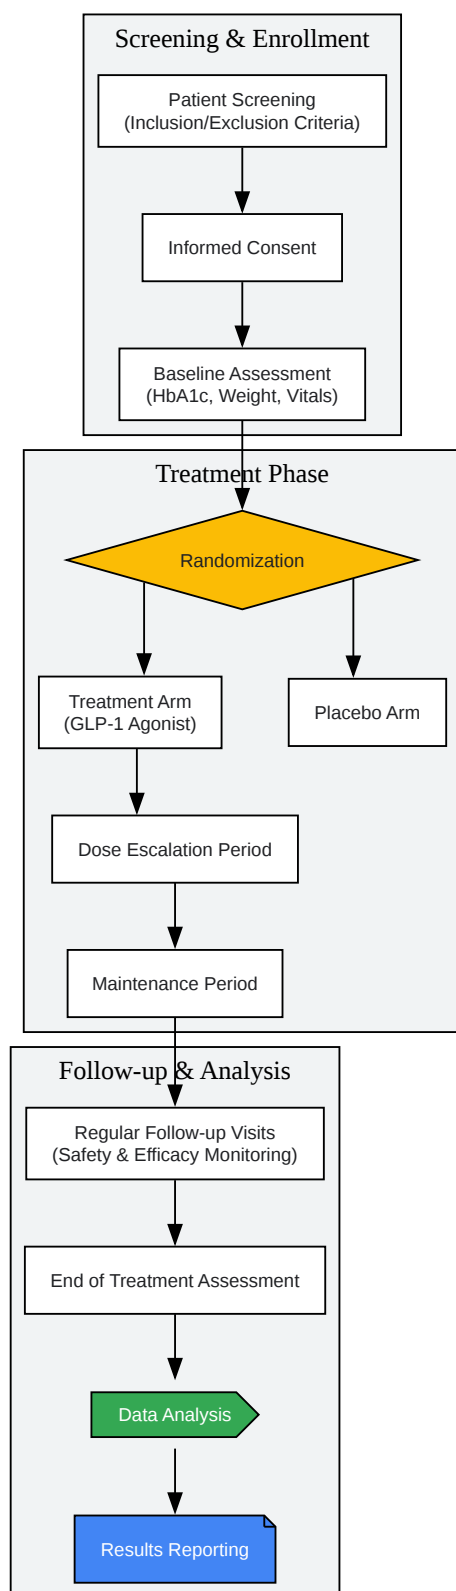 Screening & Enrollment
Patient Screening
(Inclusion/Exclusion Criteria)
Informed Consent
Baseline Assessment
(HbA1c, Weight, Vitals)
Treatment Phase
Randomization
Treatment Arm
(GLP-1 Agonist)
Placebo Arm
Dose Escalation Period
Maintenance Period
Follow-up & Analysis
Regular Follow-up Visits
(Safety & Efficacy Monitoring)
End of Treatment Assessment
Data Analysis
Results Reporting